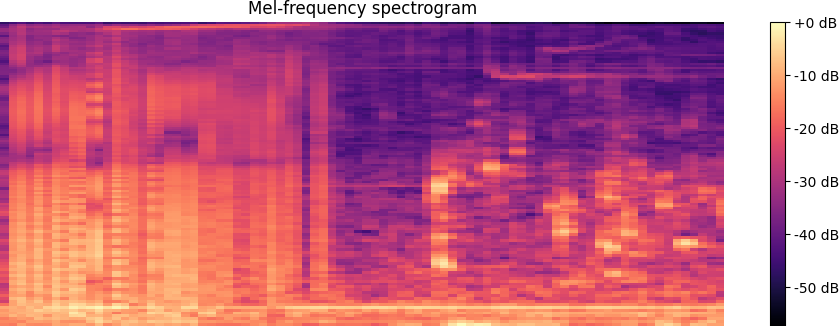 Mel-frequency spectrogram
+0 dB
-10 dB
-20 dB
-30 dB
-40 dB
-50 dB